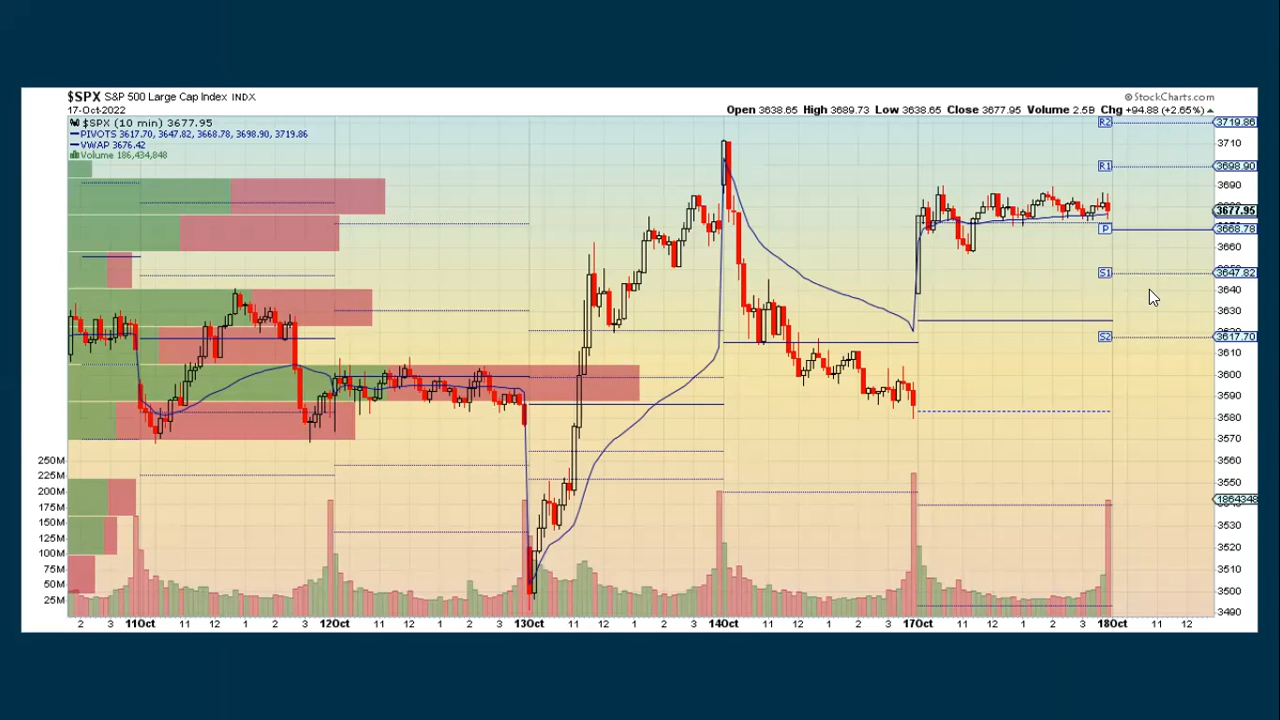 $SPX S&P 500 Large Cap Index INDX
© StockCharts.com
17-Oct-2022
Open 3638.65 High 3689.73 Low 3638.65 Close 3677.95 Volume 2.5B Chg +94.88 (+2.65%)
$SPX (10 min) 3677.95
PIVOTS 3617.70, 3647.82, 3668.78, 3698.90, 3719.86
VWAP 3676.42
Volume 186,434,848
R2
3719.86
3710
R1
3698.90
3690
3677.95
P
3668.78
3660
S1
3647.82
3640
3630
S2
3617.70
3610
3600
3590
3580
3570
3560
3550
1864348
3530
3520
3510
3500
3490
250M
225M
200M
175M
150M
125M
100M
75M
50M
25M
2 3 11Oct 11 12 1 2 3 12Oct 11 12 1 2 3 13Oct 11 12 1 2 3 14Oct 11 12 1 2 3 17Oct 11 12 1 2 3 18Oct 11 12